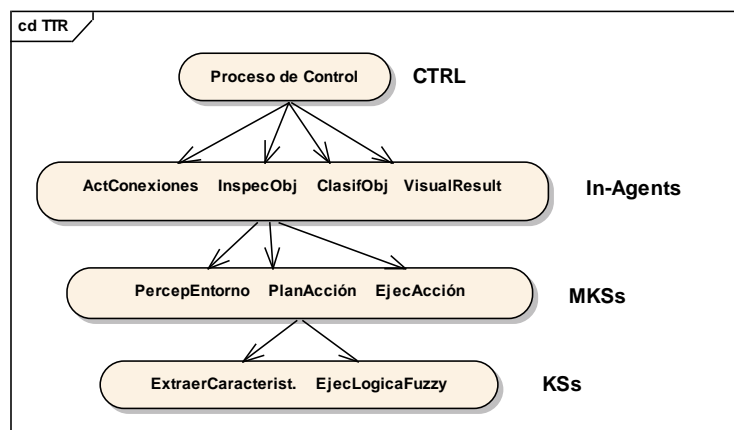 cd TTR
Proceso de Control CTRL
ActConexiones InspecObj ClasifObj VisualResult In-Agents
PercepEntorno PlanAcción EjecAcción MKSs
ExtraerCaracterist. EjecLogicaFuzzy KSs